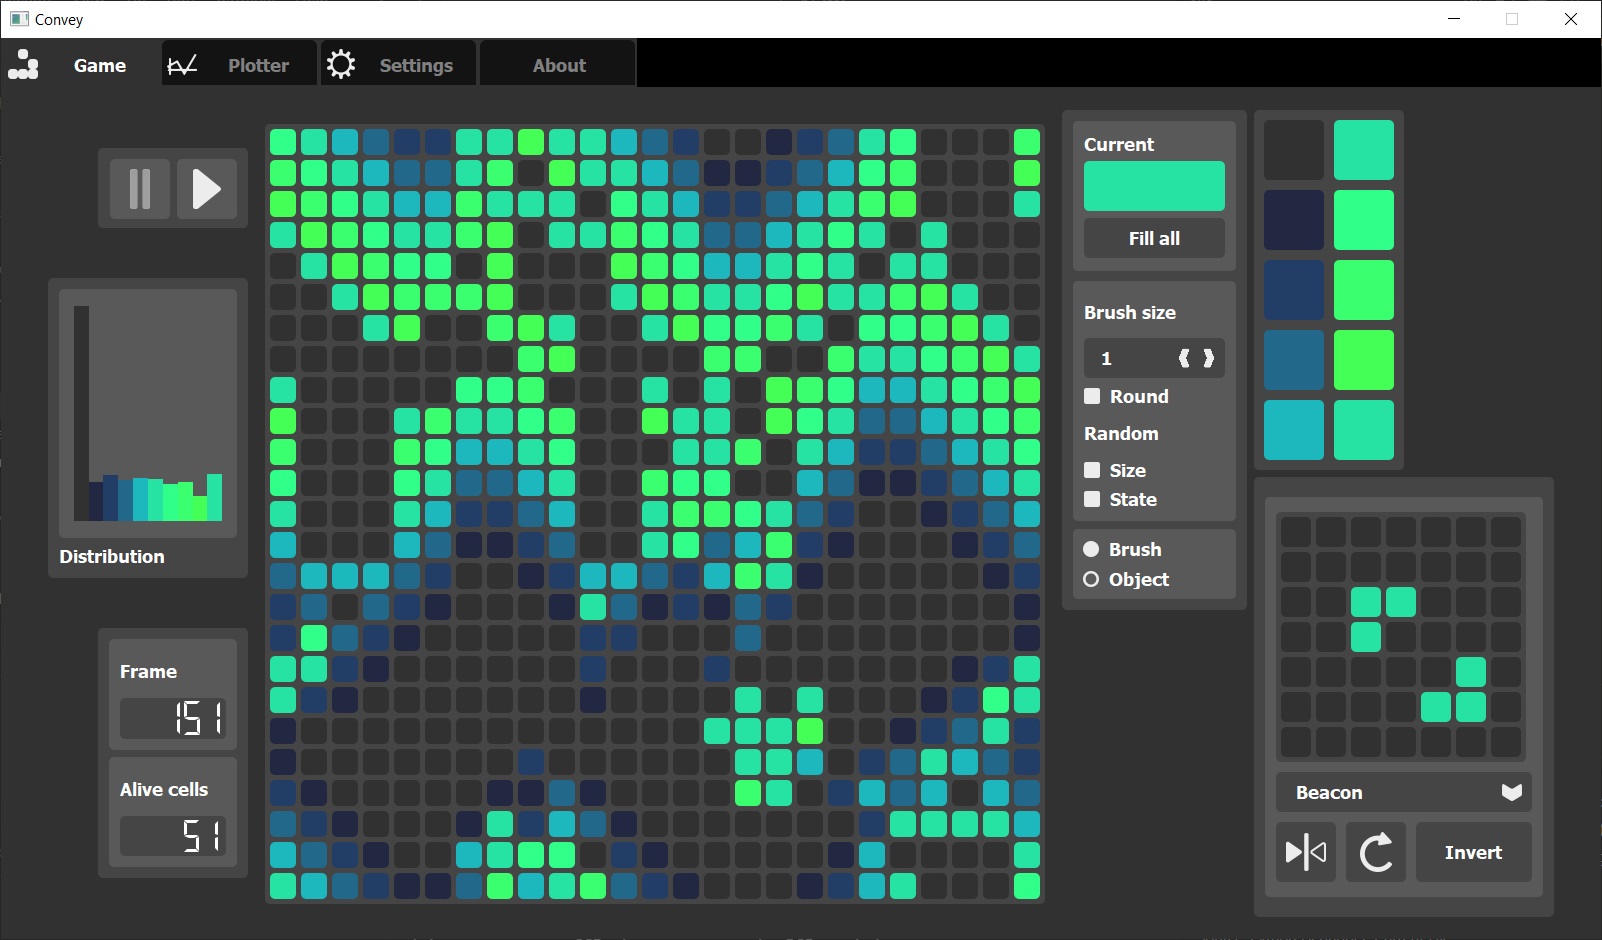 Convey
Game
Plotter
Settings
About
Current
Fill all
Brush size
1
Round
Random
Size
State
Brush
Object
Distribution
Frame
151
Alive cells
51
Beacon
Invert